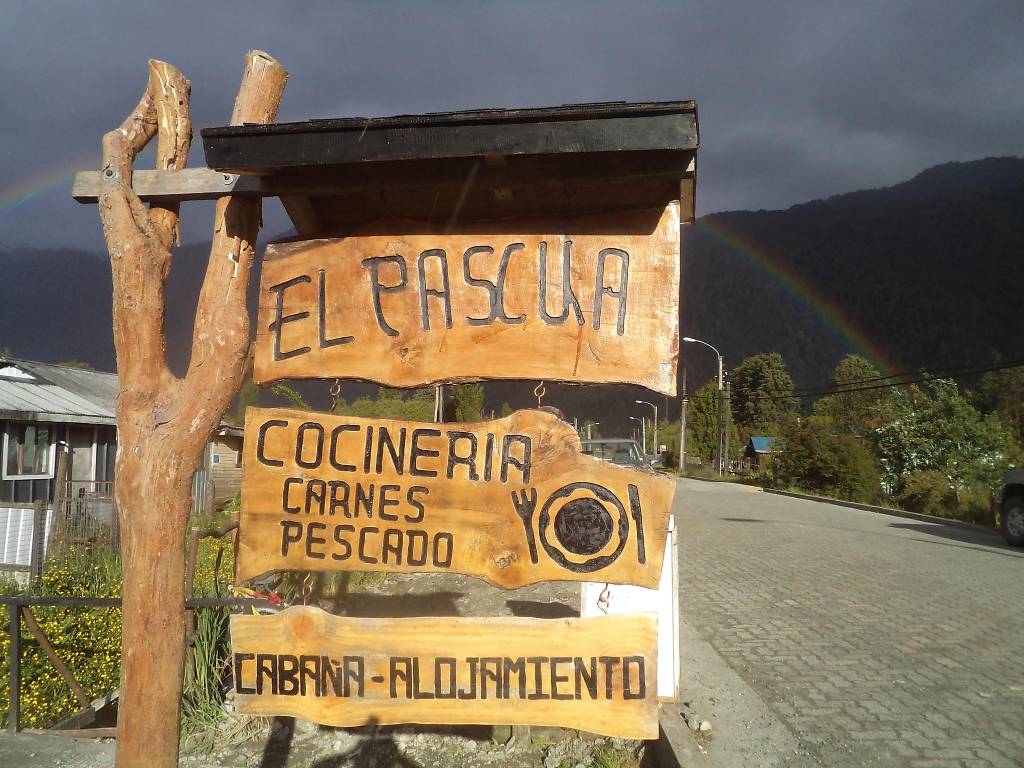 EL PASCUA
COCINERIA
CARNES
PESCADO
CABAÑA - ALOJAMIENTO